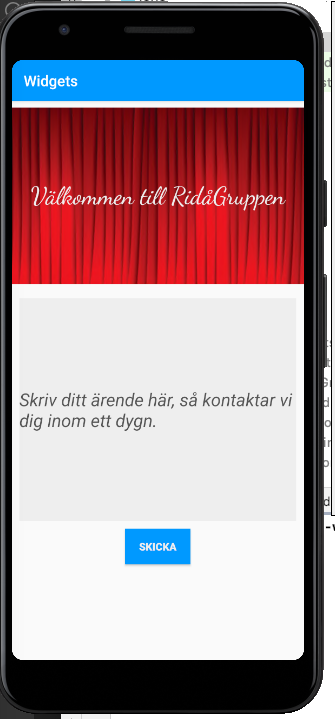 Widgets
Välkommen till RidåGruppen
Skriv ditt ärende här, så kontaktar vi
dig inom ett dygn.
SKICKA